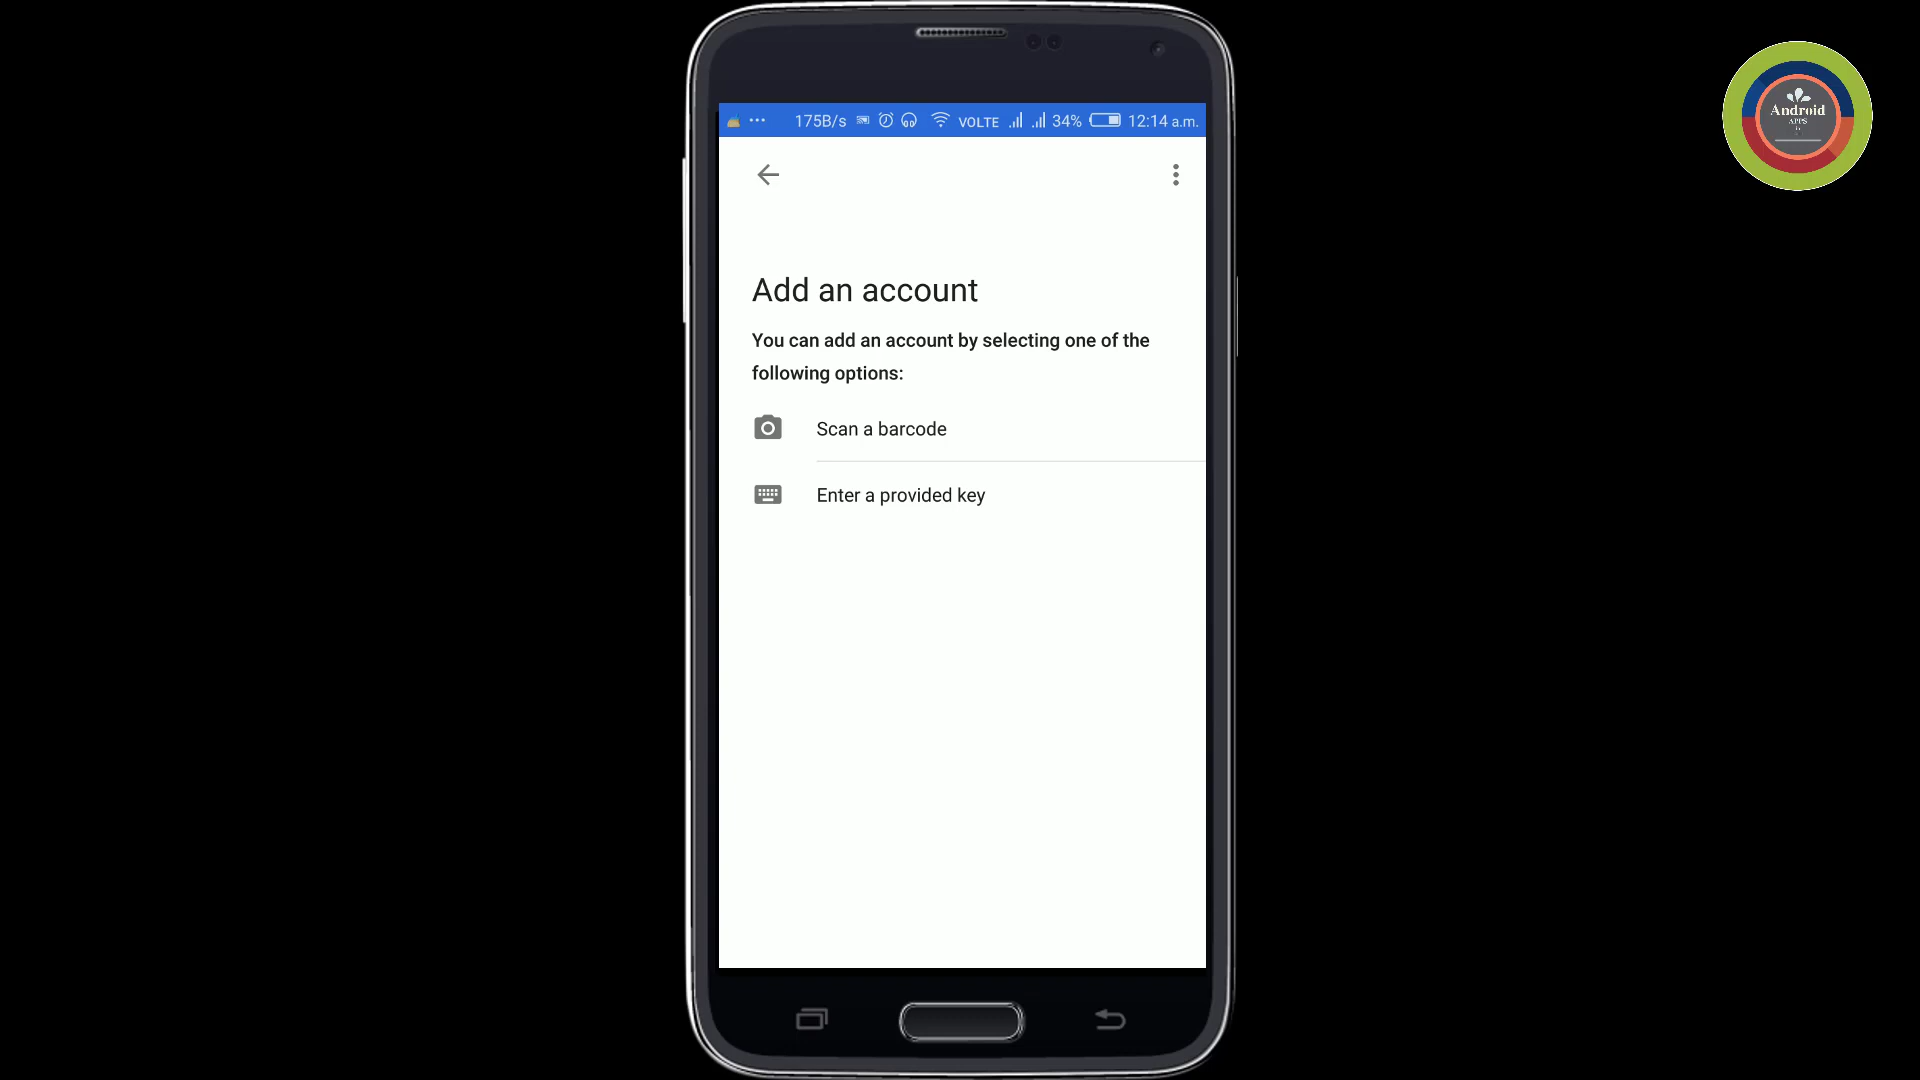 175B/s VOLTE 34% 12:14 a.m.
Android
APPS
Add an account
You can add an account by selecting one of the
following options:
Scan a barcode
Enter a provided key